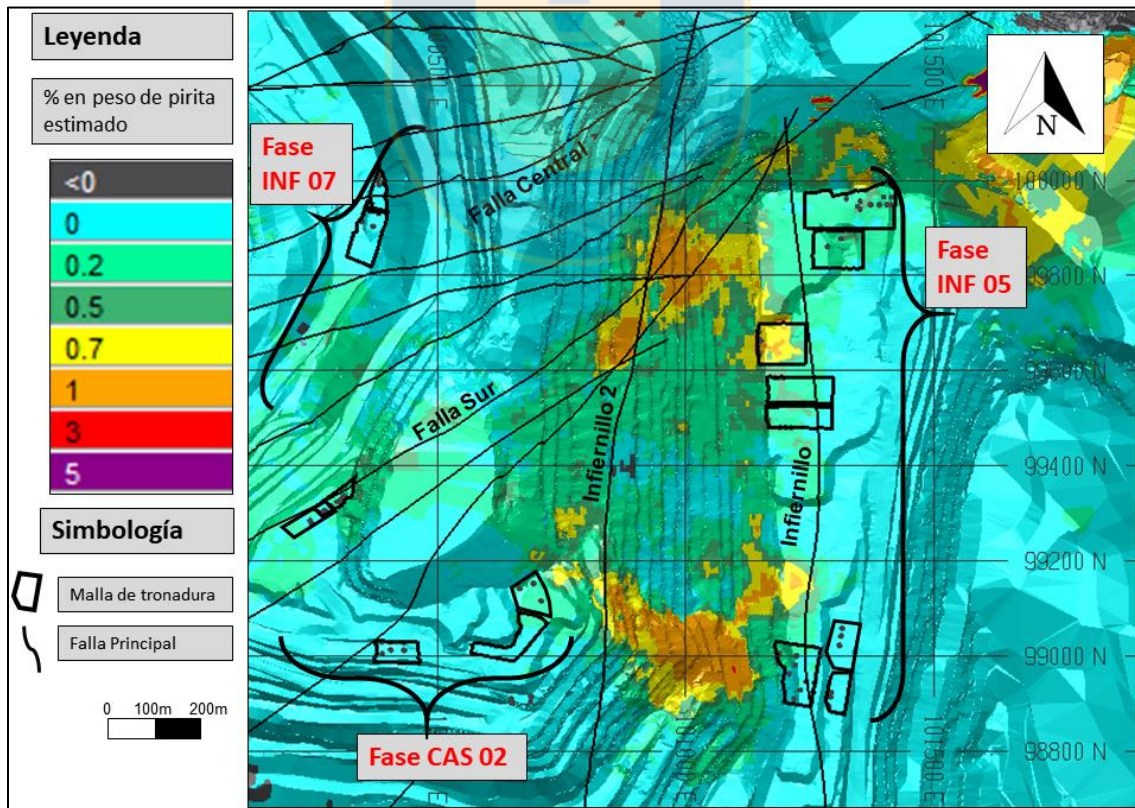 Leyenda
% en peso de pirita
estimado
<0
0
0.2
0.5
0.7
1
3
5
Simbología
Malla de tronadura
Falla Principal
0 100m 200m
Fase
INF 07
Falla Central
Falla Sur
Infiernillo 2
Infiernillo
Fase
INF 05
Fase CAS 02
N
101500 E
100000 N
99800 N
99600 N
99400 N
99200 N
99000 N
98800 N